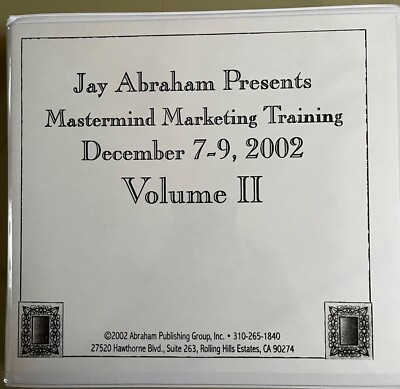 Jay Abraham Presents
Mastermind Marketing Training
December 7-9, 2002
Volume II
©2002 Abraham Publishing Group, Inc. • 310-265-1840
27520 Hawthorne Blvd., Suite 263, Rolling Hills Estates, CA 90274